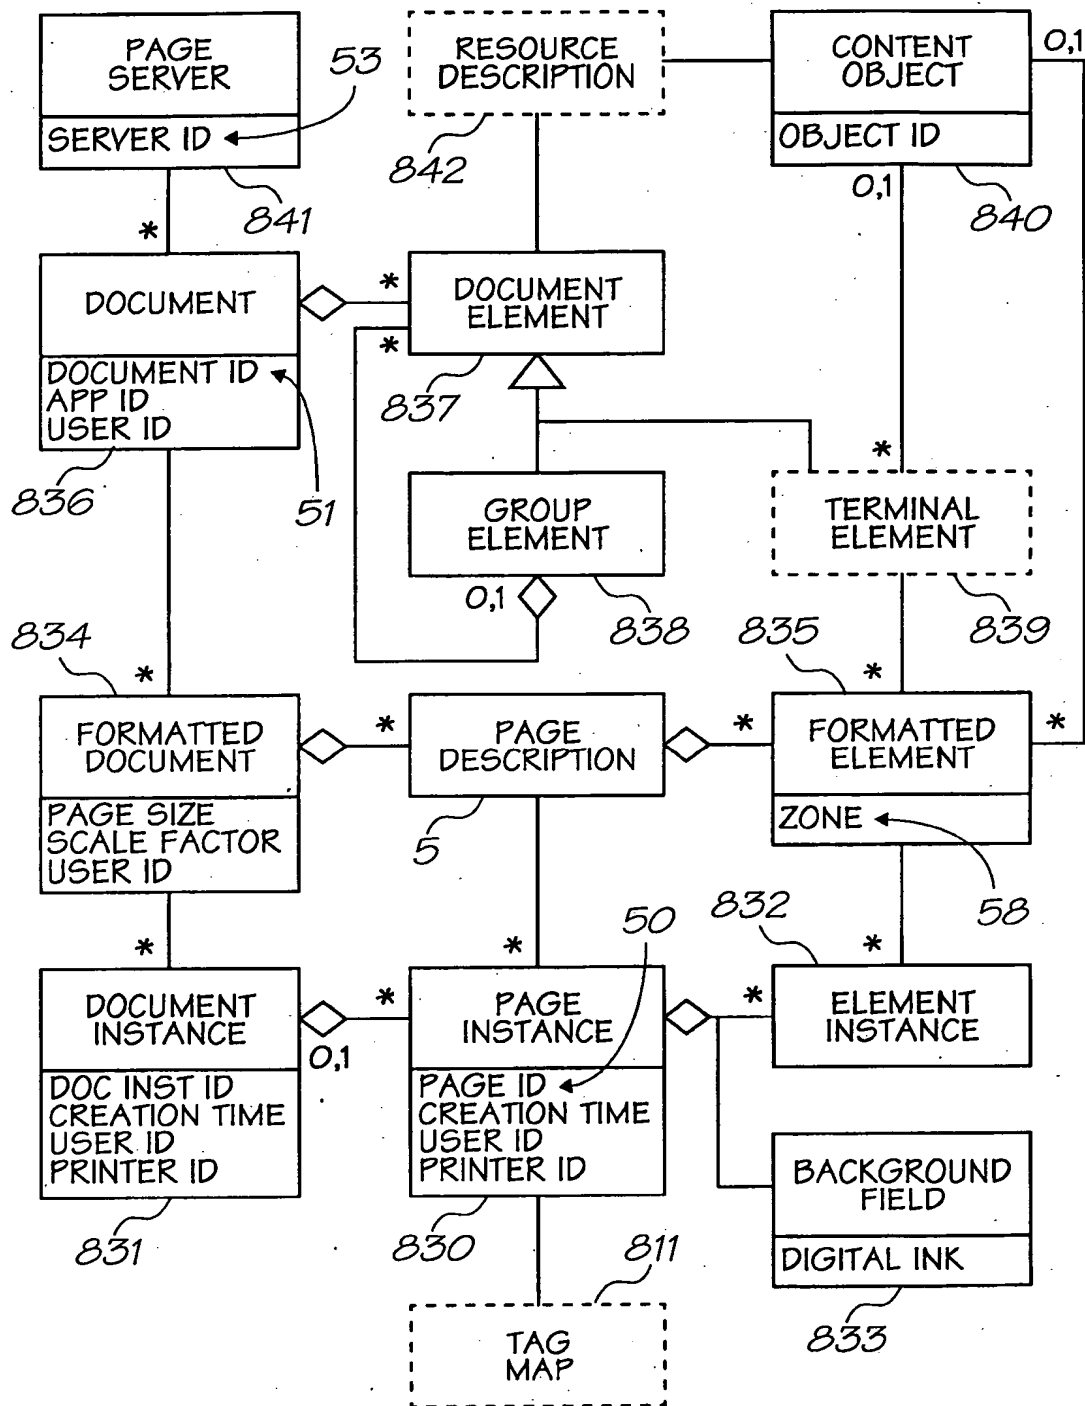 PAGE
SERVER
SERVER ID
53
841
*
RESOURCE
DESCRIPTION
842
CONTENT
OBJECT
OBJECT ID
0,1
0,1
840
DOCUMENT
DOCUMENT ID
APP ID
USER ID
836
51
*
*
DOCUMENT
ELEMENT
837
GROUP
ELEMENT
0,1
838
*
TERMINAL
ELEMENT
839
834
*
FORMATTED
DOCUMENT
PAGE SIZE
SCALE FACTOR
USER ID
*
PAGE
DESCRIPTION
5
*
835
*
*
FORMATTED
ELEMENT
ZONE
58
*
DOCUMENT
INSTANCE
DOC INST ID
CREATION TIME
USER ID
PRINTER ID
831
0,1
*
50
*
PAGE
INSTANCE
PAGE ID
CREATION TIME
USER ID
PRINTER ID
830
*
832
*
ELEMENT
INSTANCE
BACKGROUND
FIELD
DIGITAL INK
833
811
TAG
MAP